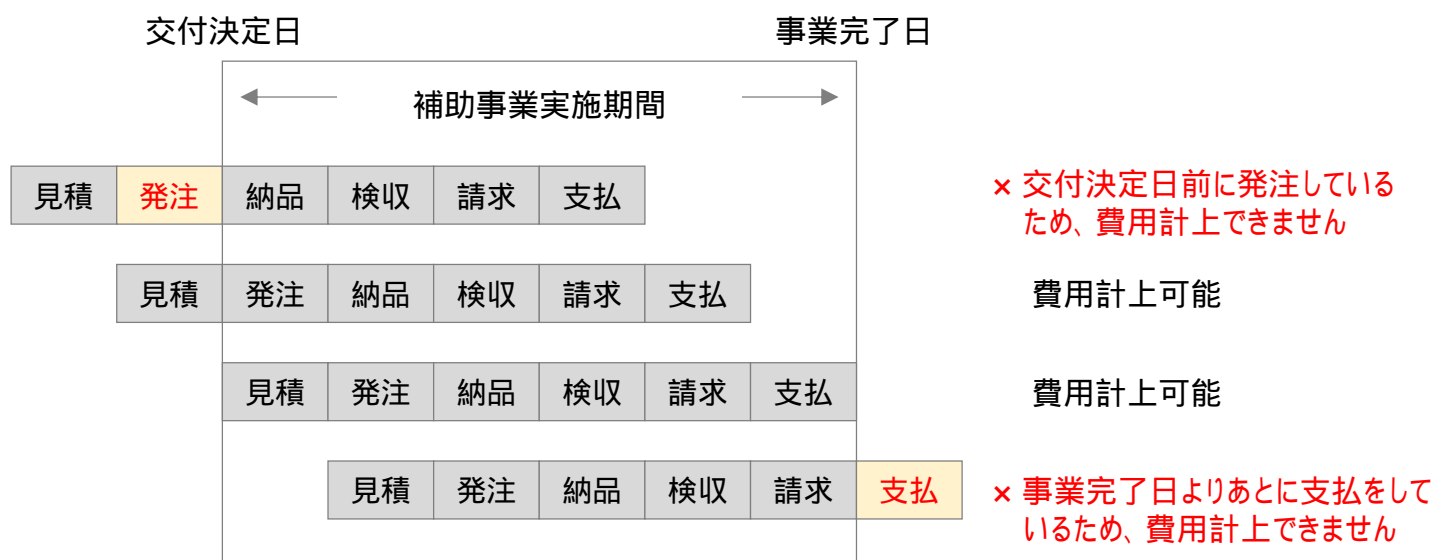 交付決定日 事業完了日
補助事業実施期間
見積 発注 納品 検収 請求 支払 × 交付決定日前に発注している
ため、費用計上できません
見積 発注 納品 検収 請求 支払 費用計上可能
見積 発注 納品 検収 請求 支払 費用計上可能
見積 発注 納品 検収 請求 支払 × 事業完了日よりあとに支払をして
いるため、費用計上できません